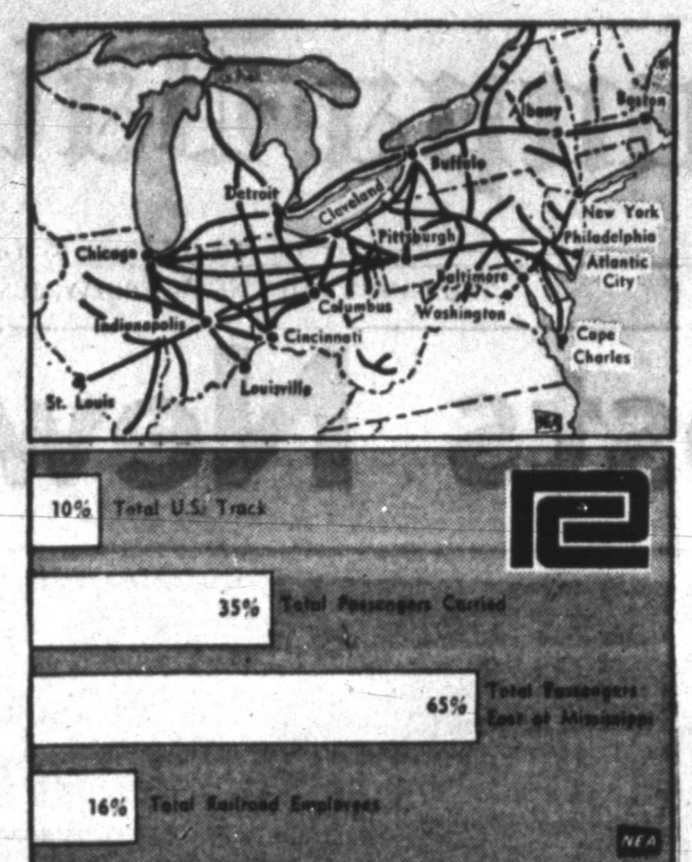 Albany
Boston
Buffalo
Detroit
Cleveland
New York
Pittsburgh
Philadelphia
Chicago
Atlantic
City
Baltimore
Columbus
Washington
Indianapolis
Cincinnati
Cape
Charles
Louisville
St. Louis
NEA
10% Total U.S. Track
35% Total Passengers Carried
65% Total Passengers
East of Mississippi
16% Total Railroad Employees
NEA